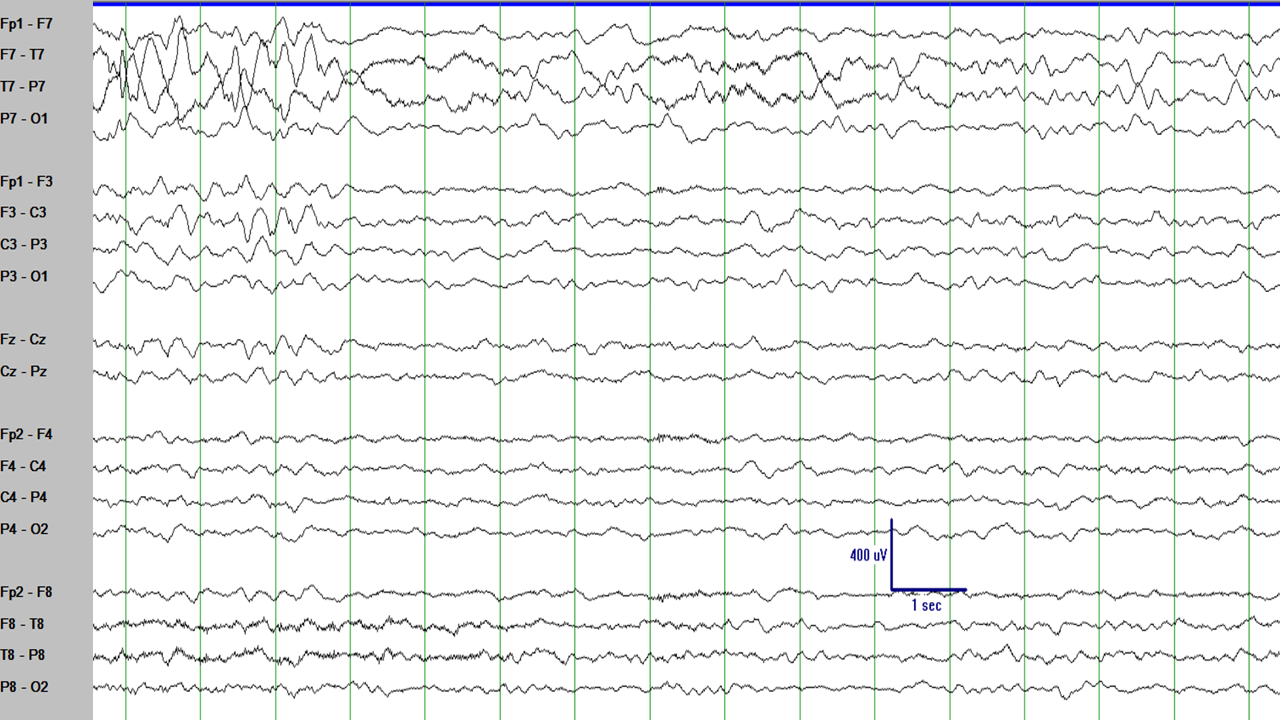 Fp1 - F7
F7 - T7
T7 - P7
P7 - O1
Fp1 - F3
F3 - C3
C3 - P3
P3 - O1
Fz - Cz
Cz - Pz
Fp2 - F4
F4 - C4
C4 - P4
P4 - O2
400 uV
Fp2 - F8
1 sec
F8 - T8
T8 - P8
P8 - O2